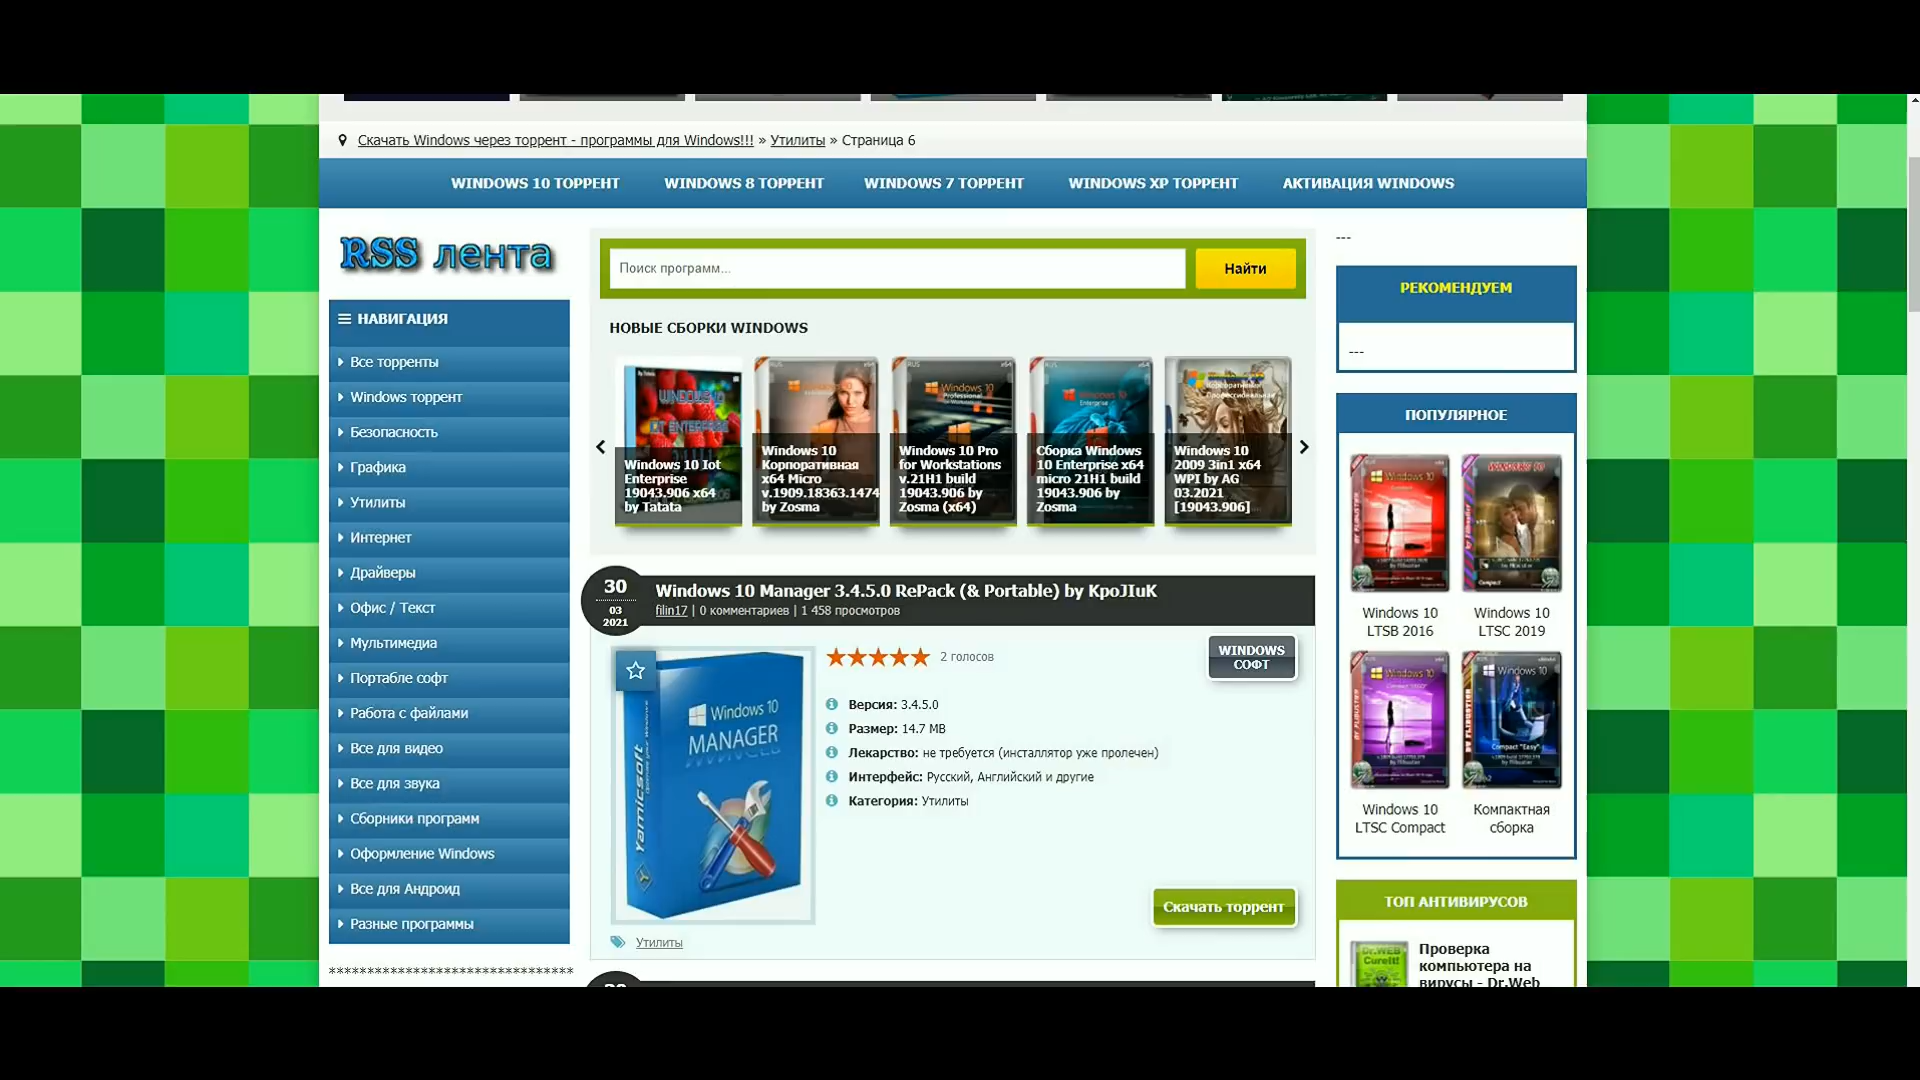 Скачать Windows через торрент - программы для Windows!!! » Утилиты » Страница 6
WINDOWS 10 ТОРРЕНТ
WINDOWS 8 ТОРРЕНТ
WINDOWS 7 ТОРРЕНТ
WINDOWS XP ТОРРЕНТ
АКТИВАЦИЯ WINDOWS
RSS лента
НАВИГАЦИЯ
Все торренты
Windows торрент
Безопасность
Графика
Утилиты
Интернет
Драйверы
Офис / Текст
Мультимедиа
Портабле софт
Работа с файлами
Все для видео
Все для звука
Сборники программ
Оформление Windows
Все для Андроид
Разные программы
*******************************
Поиск программ...
Найти
НОВЫЕ СБОРКИ WINDOWS
Windows 10 Iot
Enterprise
19043.906 x64
by Tatata
Windows 10
Корпоративная
x64 Micro
v.1909.18363.1474
by Zosma
Windows 10 Pro
for Workstations
v.21H1 build
19043.906 by
Zosma (x64)
Сборка Windows
10 Enterprise x64
micro 21H1 build
19043.906 by
Zosma
Windows 10
2009 3in1 x64
WPI by AG
03.2021
[19043.906]
30
03
2021
Windows 10 Manager 3.4.5.0 RePack (& Portable) by KpoJIuK
filin17 | 0 комментариев | 1 458 просмотров
Windows 10
MANAGER
Yamicsoft
2 голосов
WINDOWS
СОФТ
Версия: 3.4.5.0
Размер: 14.7 MB
Лекарство: не требуется (инсталлятор уже пролечен)
Интерфейс: Русский, Английский и другие
Категория: Утилиты
Скачать торрент
Утилиты
---
РЕКОМЕНДУЕМ
---
ПОПУЛЯРНОЕ
Windows 10
LTSB 2016
Windows 10
LTSC 2019
Windows 10
LTSC Compact
Компактная
сборка
ТОП АНТИВИРУСОВ
Dr.WEB
CureIt!
Проверка
компьютера на
вирусы - Dr.Web